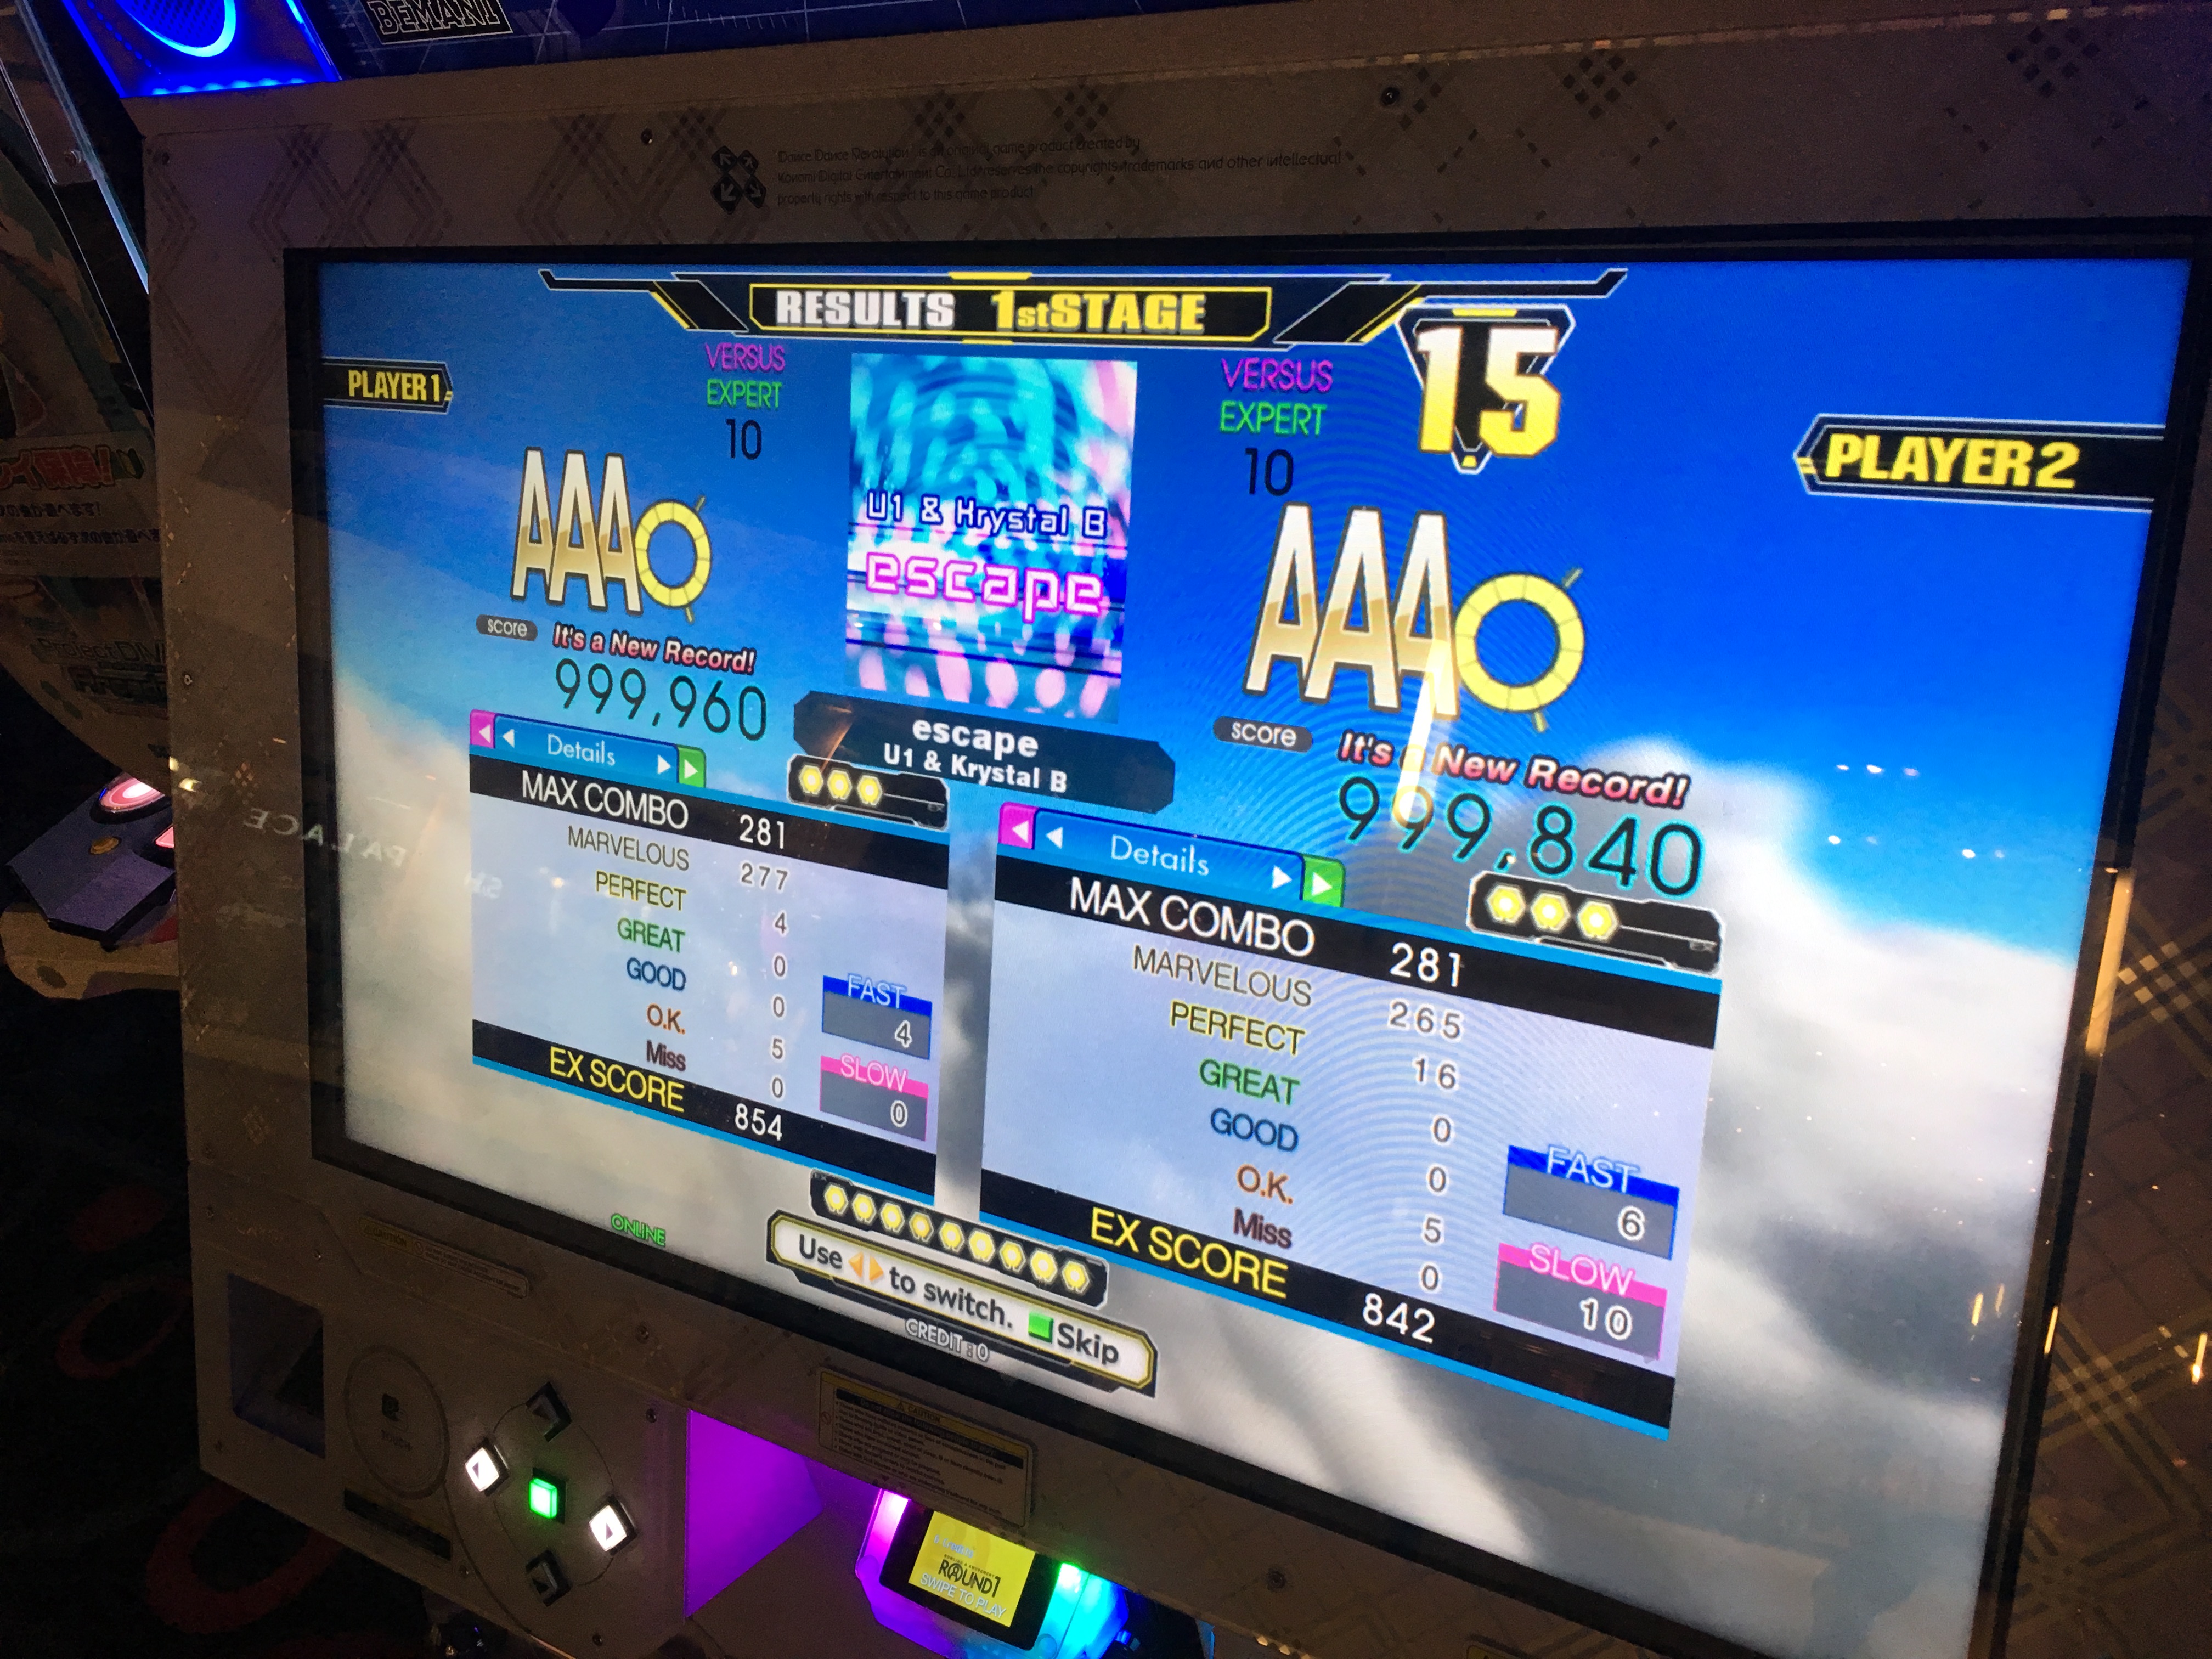 BEMANI
"Dance Dance Revolution" is an original game product created by
Konami Digital Entertainment Co., Ltd. reserves the copyrights, trademarks and other intellectual
property rights with respect to this game product.
RESULTS 1stSTAGE
15
PLAYER 1
VERSUS
EXPERT
10
AAA
score
It's a New Record!
999,960
Details
MAX COMBO 281
MARVELOUS 277
PERFECT 4
GREAT 0
GOOD 0
O.K. 5
Miss 0
EX SCORE 854
FAST
4
SLOW
0
U1 & Krystal B
escape
escape
U1 & Krystal B
PLAYER 2
VERSUS
EXPERT
10
AAA
score
It's a New Record!
999,840
Details
MAX COMBO 281
MARVELOUS 265
PERFECT 16
GREAT 0
GOOD 0
O.K. 5
Miss 0
EX SCORE 842
FAST
6
SLOW
10
ONLINE
Use to switch. Skip
CREDIT : 0
PALACE
CAUTION
ROUND1
SWIPE TO PLAY